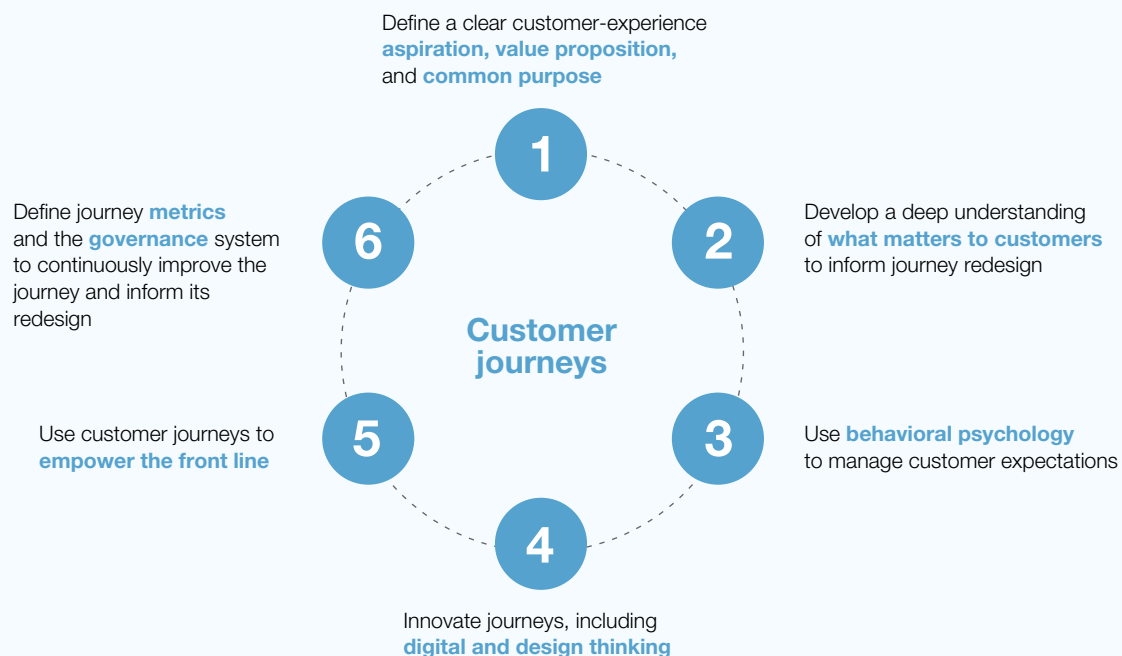 Define a clear customer-experience
aspiration, value proposition,
and common purpose
1
2
Develop a deep understanding
of what matters to customers
to inform journey redesign
3
Use behavioral psychology
to manage customer expectations
4
Innovate journeys, including
digital and design thinking
5
Use customer journeys to
empower the front line
6
Define journey metrics
and the governance system
to continuously improve the
journey and inform its
redesign
Customer
journeys